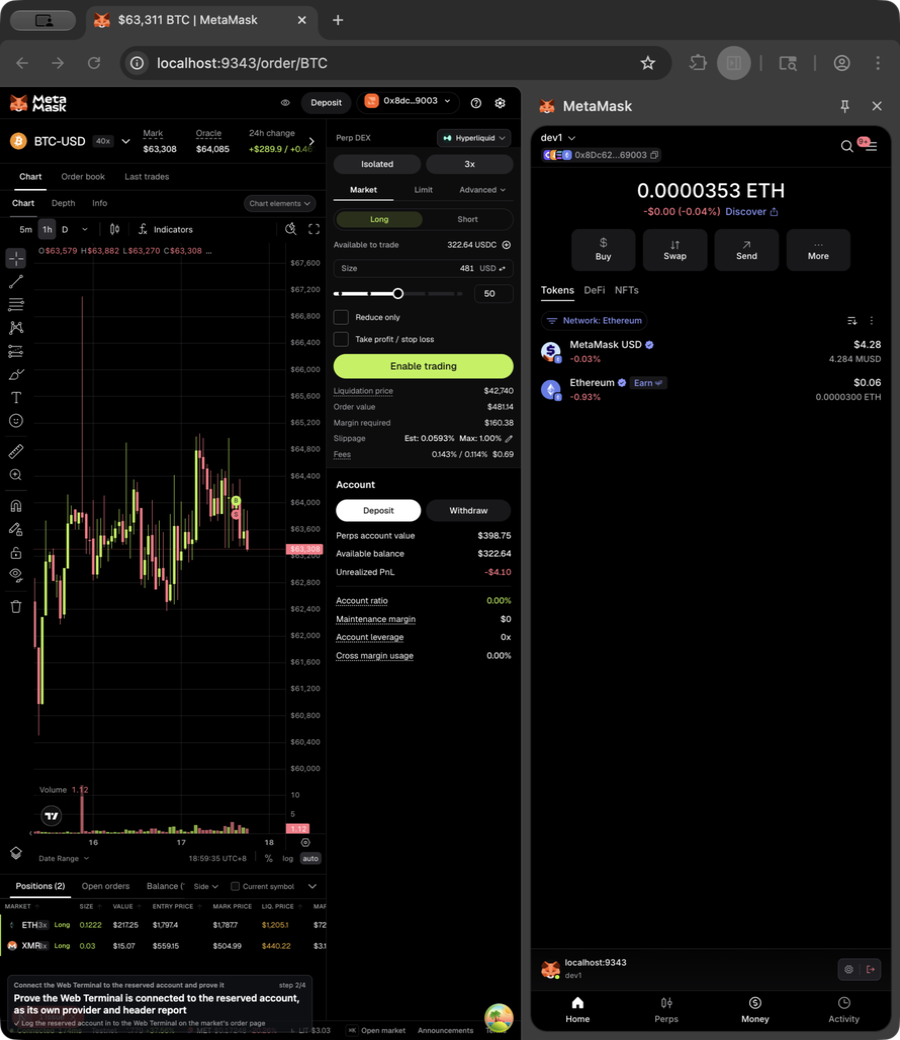 $63,311 BTC | MetaMask
localhost:9343/order/BTC
Meta
Mask
Deposit
0x8dc...9003
BTC-USD
40x
Mark
$63,308
Oracle
$64,085
24h change
+$289.9 / +0.4
Chart
Order book
Last trades
Chart
Depth
Info
Chart elements
5m
1h
D
Indicators
O$63,579 H$63,882 L$63,270 C$63,308 ...
$67,600
$67,200
$66,800
$66,400
$66,000
$65,600
$65,200
$64,800
$64,400
$64,000
$63,600
$63,308
$63,200
$62,800
$62,400
$62,000
$61,600
$61,200
$60,800
$60,400
$60,000
Volume 1.12
10
5
1.12
16
17
18
Date Range
18:59:35 UTC+8
%
log
auto
Perp DEX
Hyperliquid
Isolated
3x
Market
Limit
Advanced
Long
Short
Available to trade
322.64 USDC
Size
481 USD
50
Reduce only
Take profit / stop loss
Enable trading
Liquidation price
$42,740
Order value
$481.14
Margin required
$160.38
Slippage
Est: 0.0593% Max: 1.00%
Fees
0.143% / 0.114% $0.69
Account
Deposit
Withdraw
Perps account value
$398.75
Available balance
$322.64
Unrealized PnL
-$4.10
Account ratio
0.00%
Maintenance margin
$0
Account leverage
0x
Cross margin usage
0.00%
Positions (2)
Open orders
Balance (
Side
Current symbol
MARKET
SIZE
VALUE
ENTRY PRICE
MARK PRICE
LIQ. PRICE
ETH
3x
Long
0.1222
$217.25
$1,797.4
$1,787.7
$1,205.1
$72
XMR
Long
0.03
$15.07
$559.15
$504.99
$440.22
Connect the Web Terminal to the reserved account and prove it
step 2/4
Prove the Web Terminal is connected to the reserved account,
as its own provider and header report
✓ Log the reserved account in to the Web Terminal on the market's order page
$3.03
Open market
Announcements
MetaMask
dev1
0x8Dc62...69003
9+
0.0000353 ETH
-$0.00 (-0.04%)
Discover
Buy
Swap
Send
More
Tokens
DeFi
NFTs
Network: Ethereum
MetaMask USD
$4.28
-0.03%
4.284 MUSD
Ethereum
Earn
$0.06
-0.93%
0.0000300 ETH
localhost:9343
dev1
Home
Perps
Money
Activity